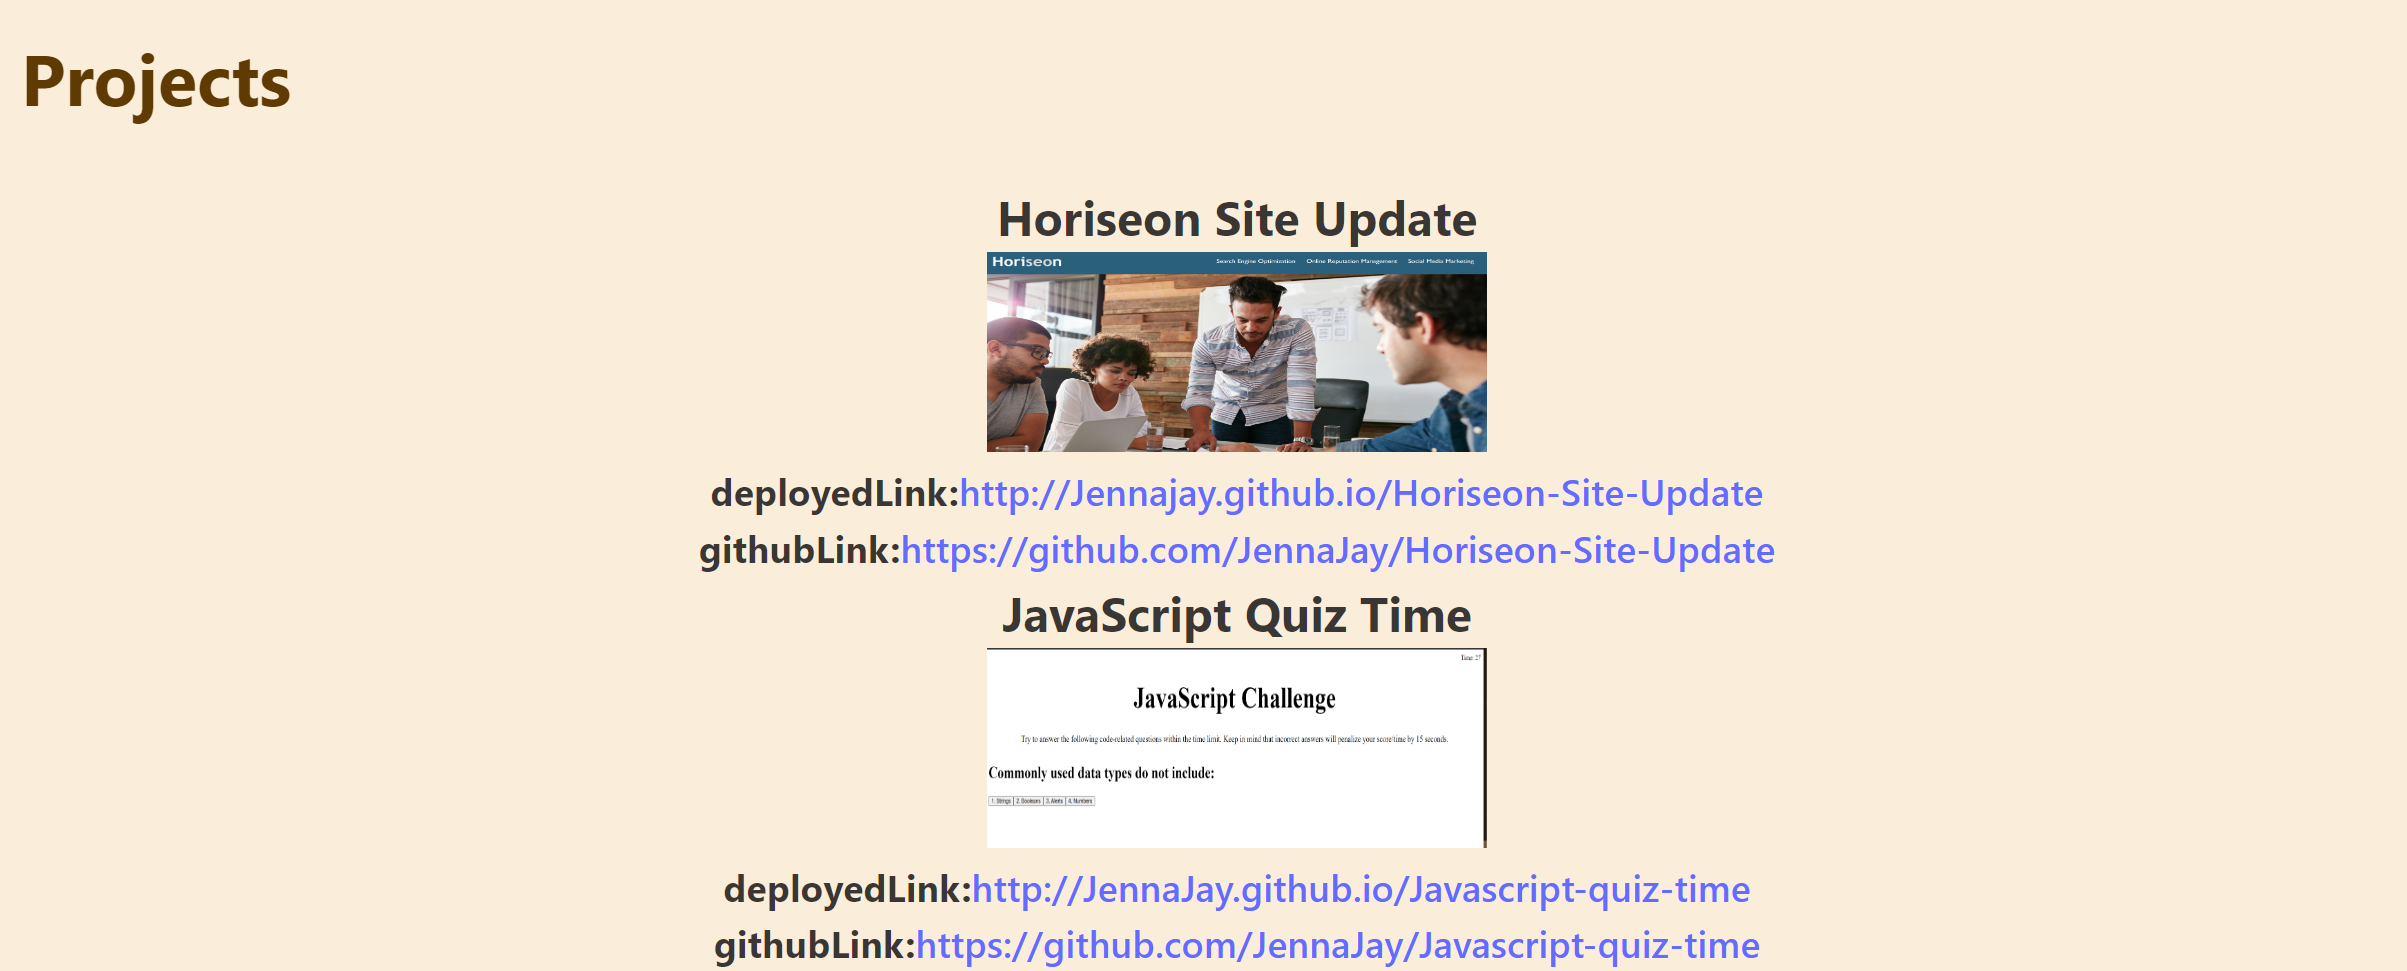 Projects
Horiseon Site Update
Horiseon Search Engine Optimization Online Reputation Management Social Media Marketing
deployedLink:http://Jennajay.github.io/Horiseon-Site-Update
githubLink:https://github.com/JennaJay/Horiseon-Site-Update
JavaScript Quiz Time
Time: 27
JavaScript Challenge
Try to answer the following code-related questions within the time limit. Keep in mind that incorrect answers will penalize your score/time by 15 seconds.
Commonly used data types do not include:
1. Strings 2. Booleans 3. Alerts 4. Numbers
deployedLink:http://JennaJay.github.io/Javascript-quiz-time
githubLink:https://github.com/JennaJay/Javascript-quiz-time